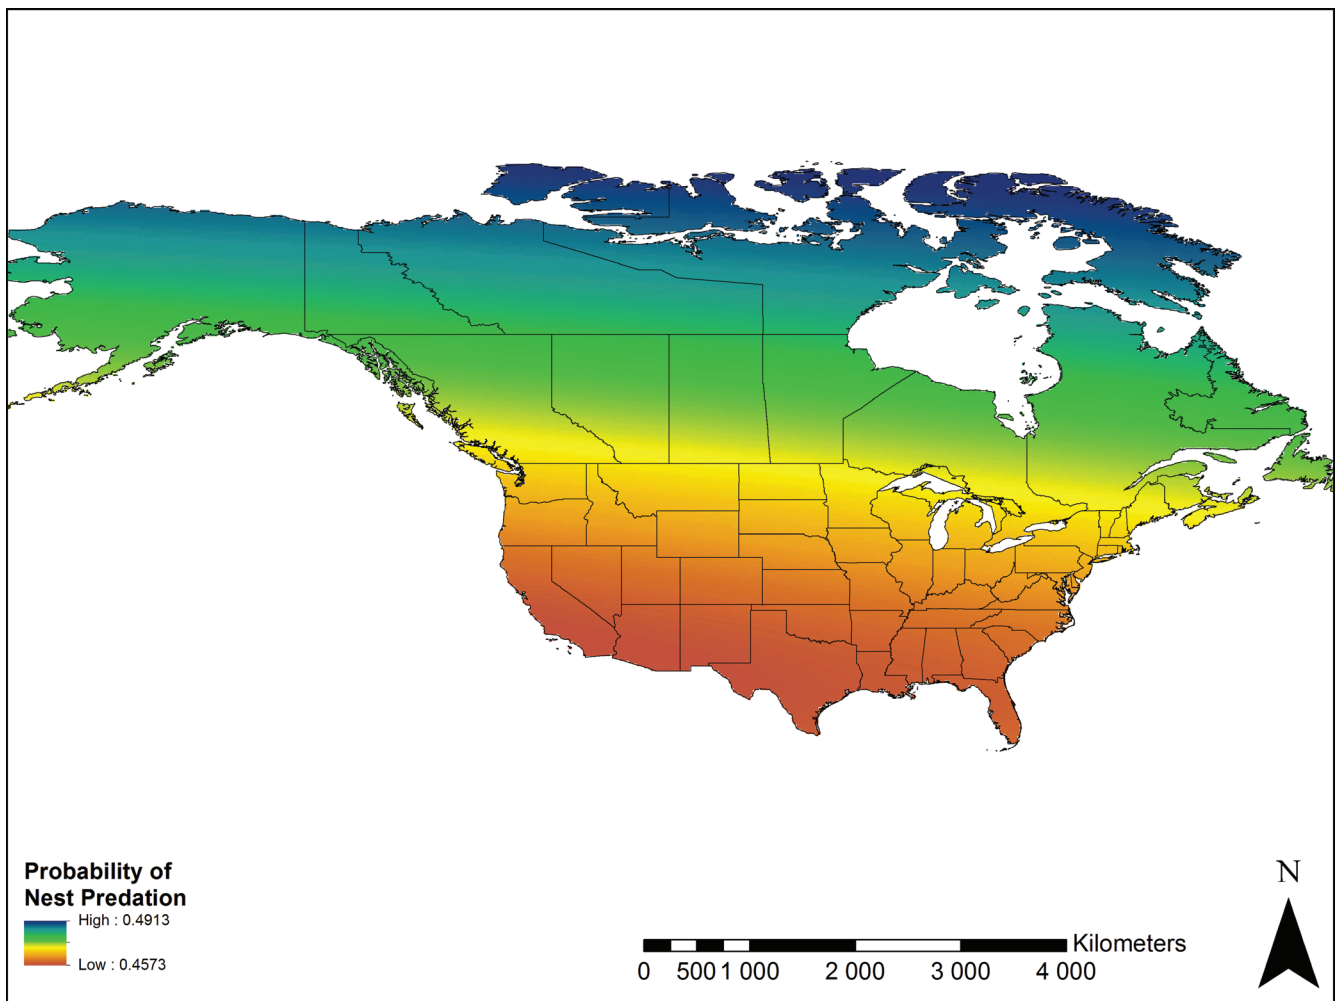 Probability of
Nest Predation
High : 0.4913
Low : 0.4573
N
Kilometers
0 500 1 000 2 000 3 000 4 000